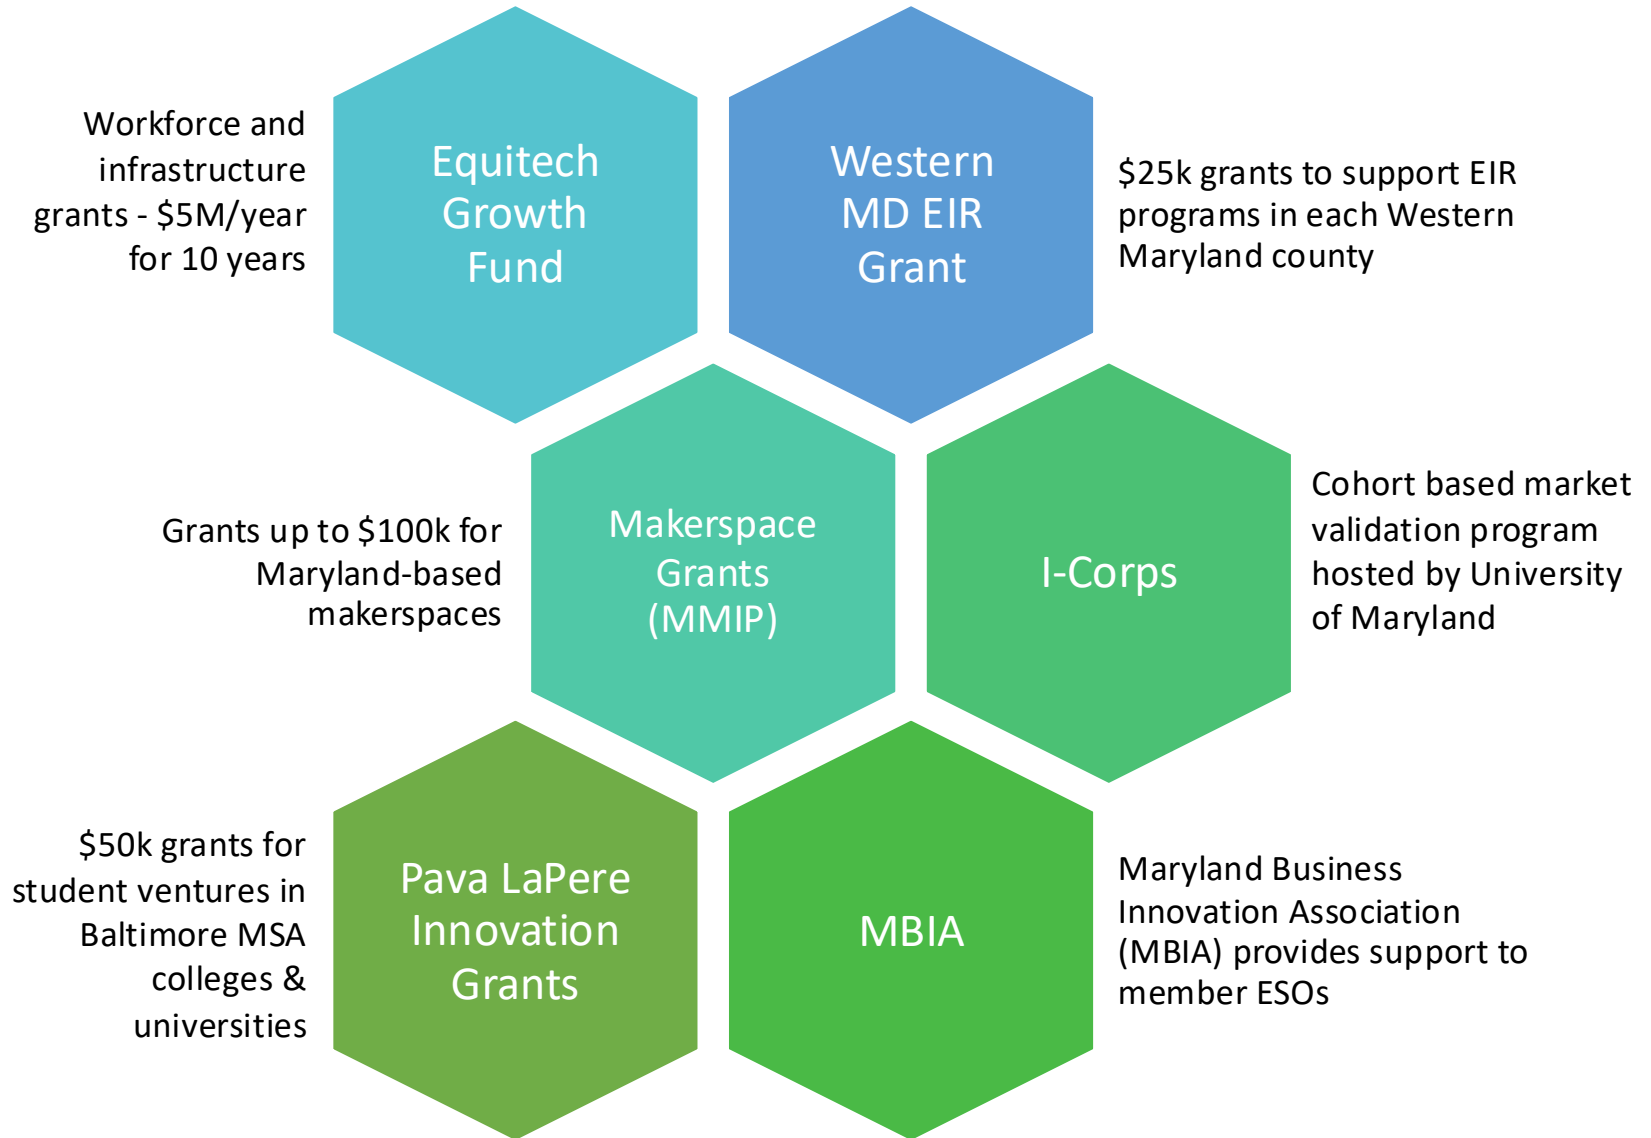 Workforce and
infrastructure
grants - $5M/year
for 10 years
Equitech
Growth
Fund
Western
MD EIR
Grant
$25k grants to support EIR
programs in each Western
Maryland county
Grants up to $100k for
Maryland-based
makerspaces
Makerspace
Grants
(MMIP)
I-Corps
Cohort based market
validation program
hosted by University
of Maryland
$50k grants for
student ventures in
Baltimore MSA
colleges &
universities
Pava LaPere
Innovation
Grants
MBIA
Maryland Business
Innovation Association
(MBIA) provides support to
member ESOs